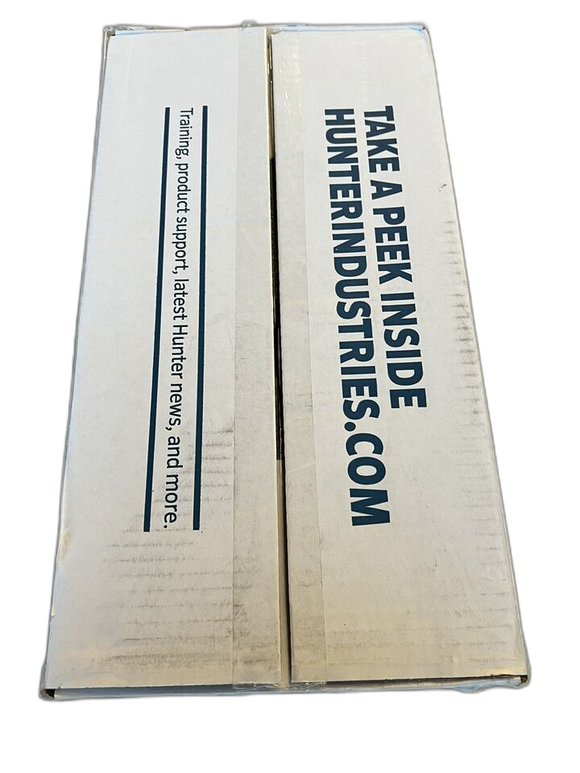 TAKE A PEEK INSIDE
HUNTERINDUSTRIES.COM
Training, product support, latest Hunter news, and more.